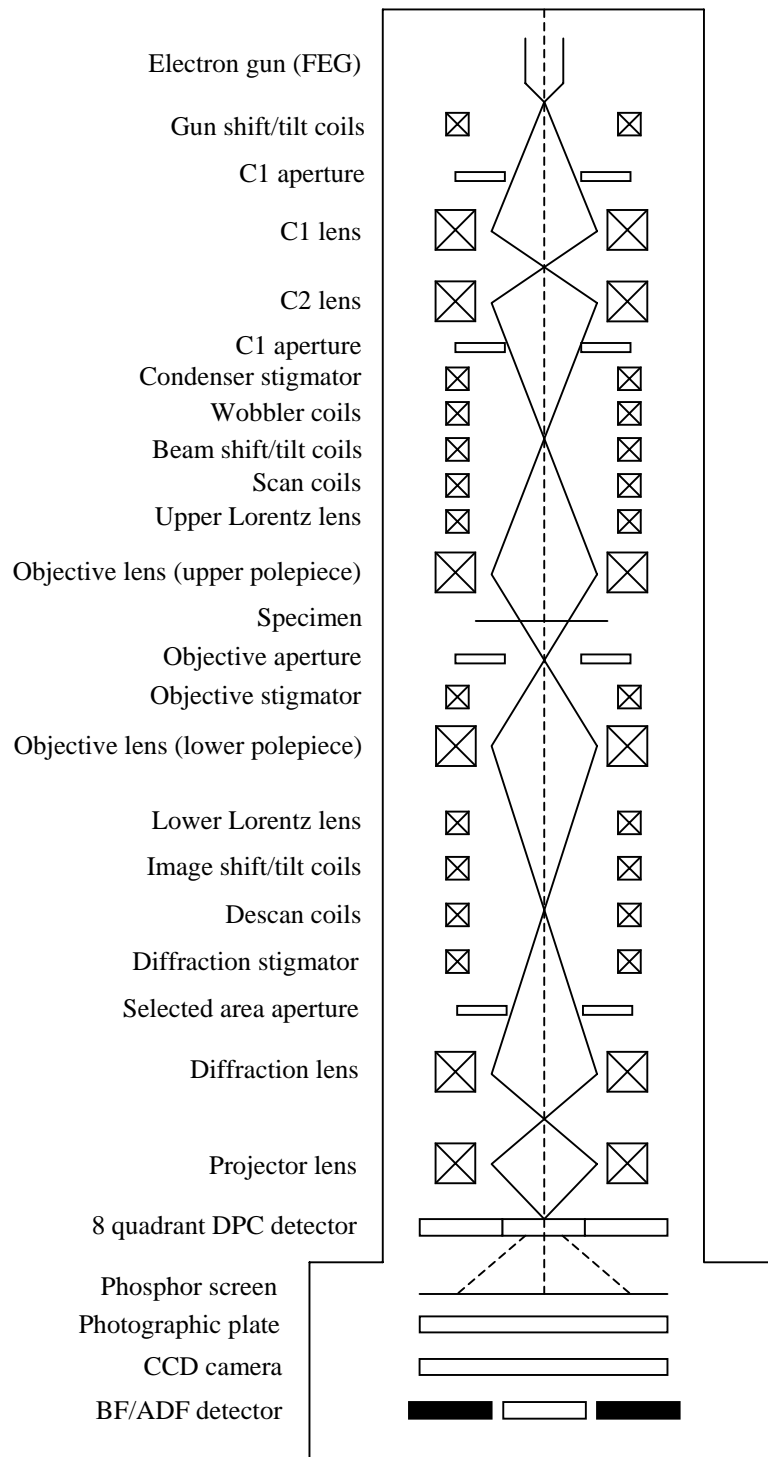 Electron gun (FEG)
Gun shift/tilt coils
C1 aperture
C1 lens
C2 lens
C1 aperture
Condenser stigmator
Wobbler coils
Beam shift/tilt coils
Scan coils
Upper Lorentz lens
Objective lens (upper polepiece)
Specimen
Objective aperture
Objective stigmator
Objective lens (lower polepiece)
Lower Lorentz lens
Image shift/tilt coils
Descan coils
Diffraction stigmator
Selected area aperture
Diffraction lens
Projector lens
8 quadrant DPC detector
Phosphor screen
Photographic plate
CCD camera
BF/ADF detector